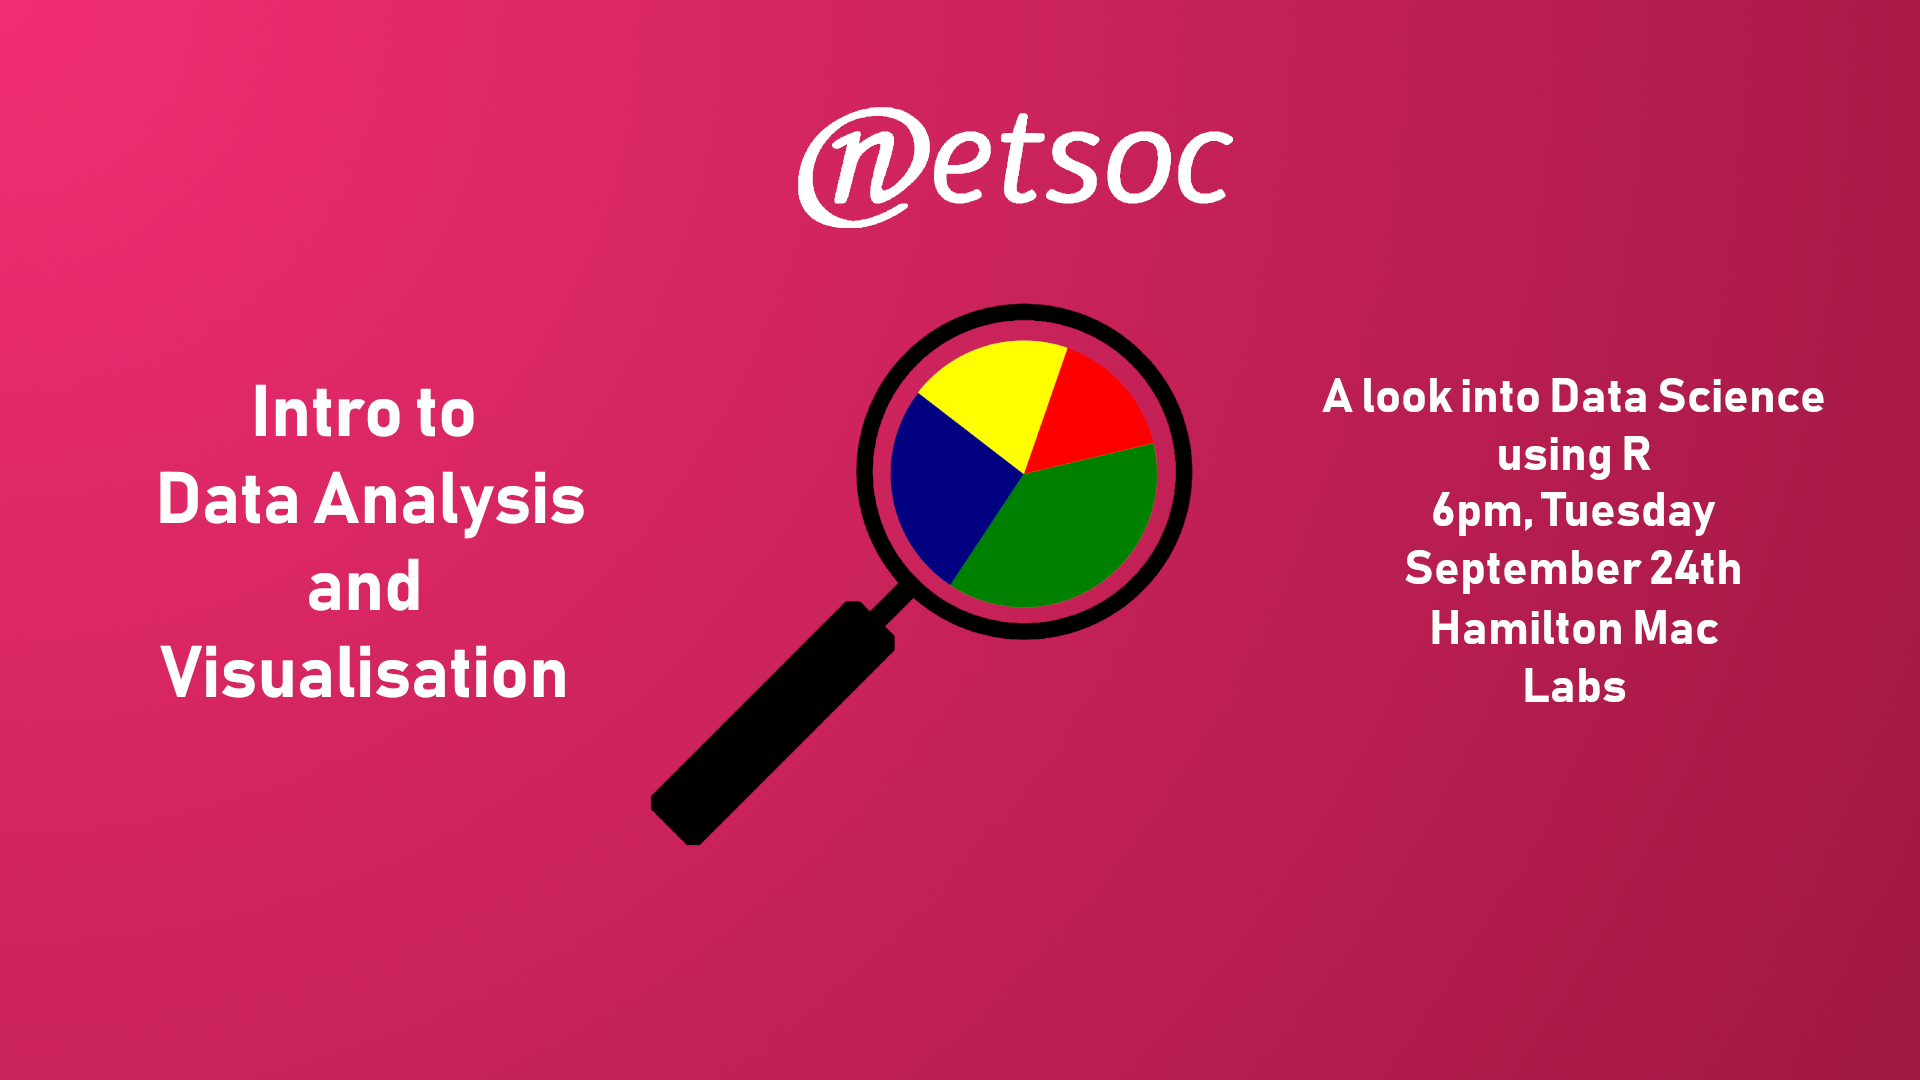 @netsoc
Intro to
Data Analysis
and
Visualisation
A look into Data Science
using R
6pm, Tuesday
September 24th
Hamilton Mac
Labs